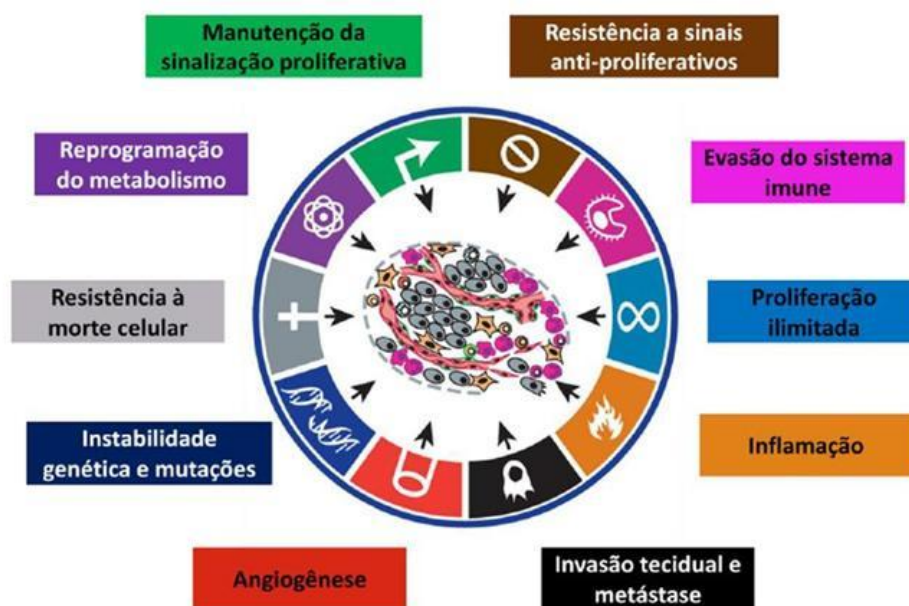 Manutenção da
sinalização proliferativa
Resistência a sinais
anti-proliferativos
Reprogramação
do metabolismo
Evasão do sistema
imune
Resistência à
morte celular
Proliferação
ilimitada
Instabilidade
genética e mutações
Inflamação
Angiogênese
Invasão tecidual e
metástase